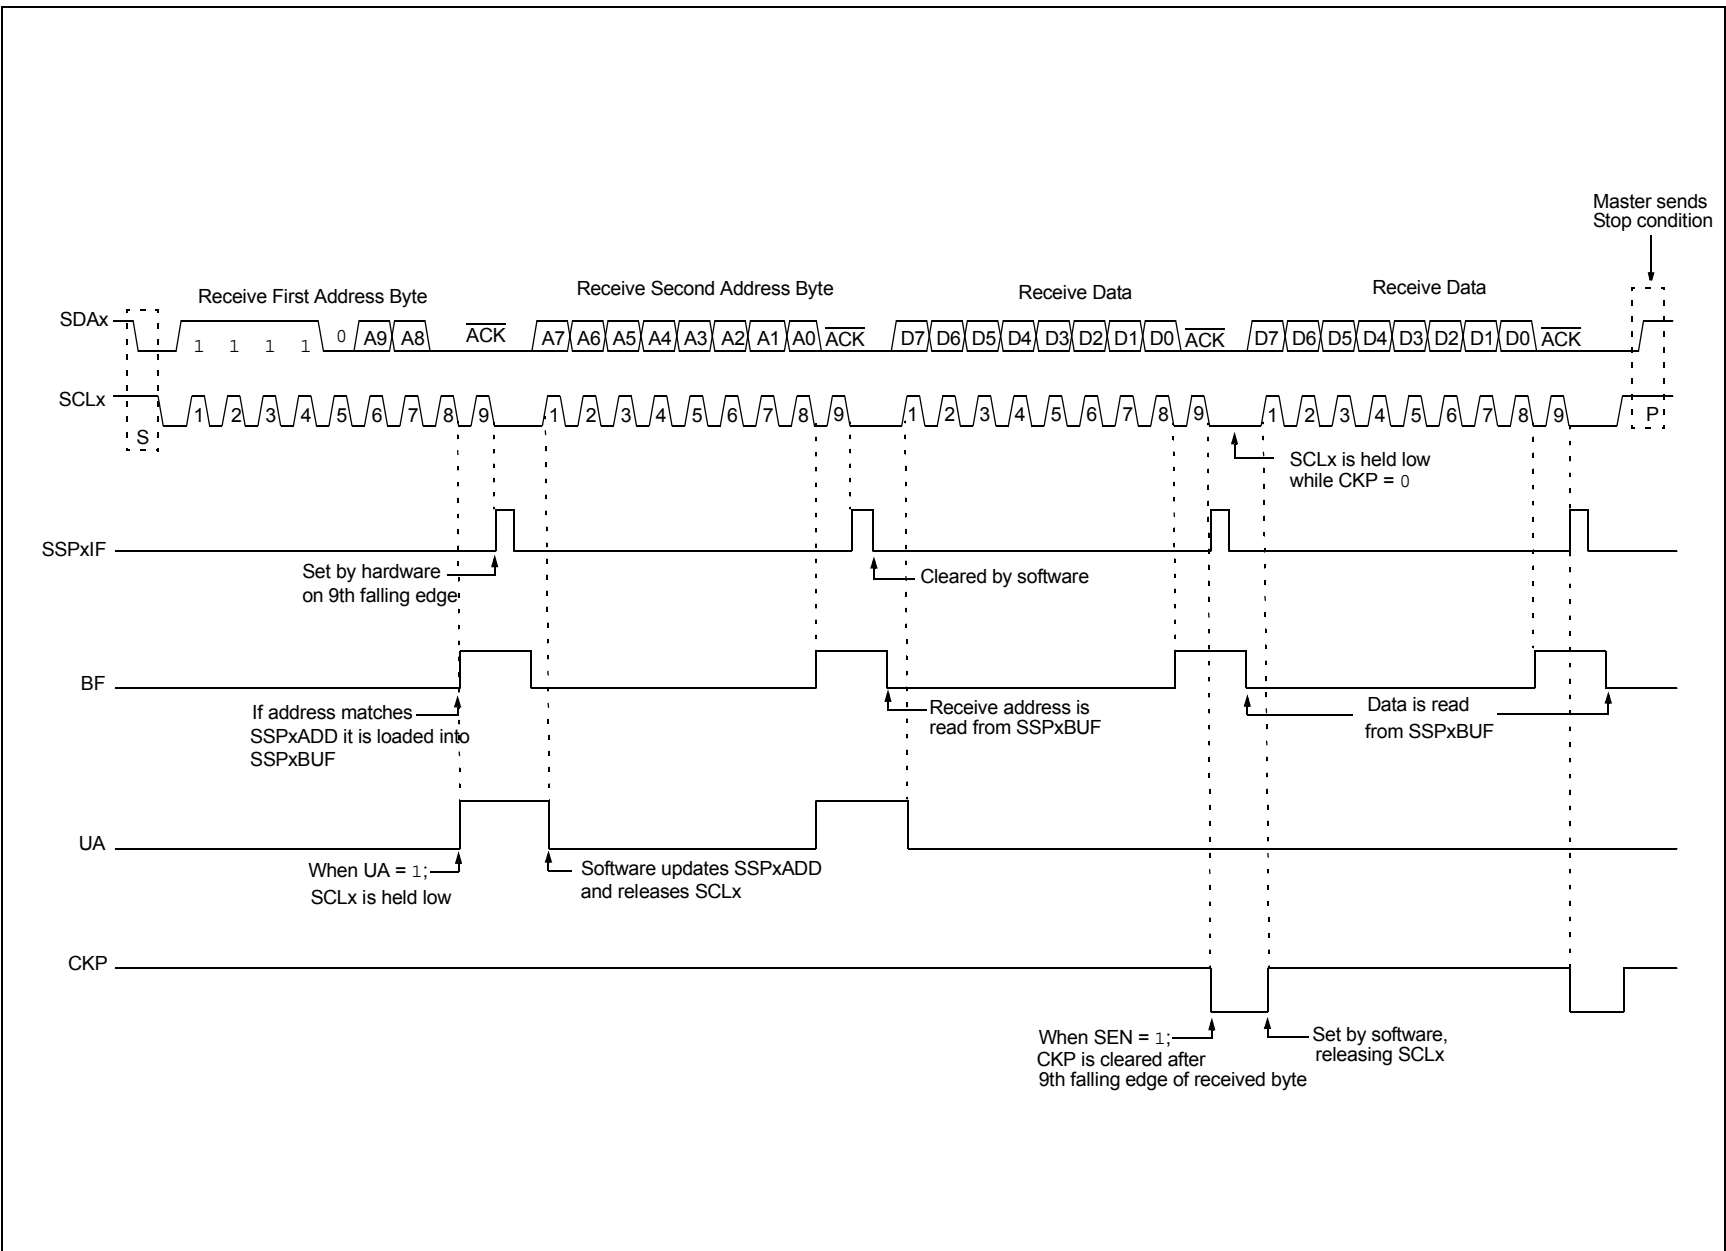 Master sends
Stop condition
Receive First Address Byte
Receive Second Address Byte
Receive Data
Receive Data
SDAx
1 1 1 1 0 A9 A8 ACK A7 A6 A5 A4 A3 A2 A1 A0 ACK D7 D6 D5 D4 D3 D2 D1 D0 ACK D7 D6 D5 D4 D3 D2 D1 D0 ACK
SCLx
S 1 2 3 4 5 6 7 8 9 1 2 3 4 5 6 7 8 9 1 2 3 4 5 6 7 8 9 1 2 3 4 5 6 7 8 9 P
SCLx is held low
while CKP = 0
SSPxIF
Set by hardware
on 9th falling edge
Cleared by software
BF
If address matches
SSPxADD it is loaded into
SSPxBUF
Receive address is
read from SSPxBUF
Data is read
from SSPxBUF
UA
When UA = 1;
SCLx is held low
Software updates SSPxADD
and releases SCLx
CKP
When SEN = 1;
CKP is cleared after
9th falling edge of received byte
Set by software,
releasing SCLx